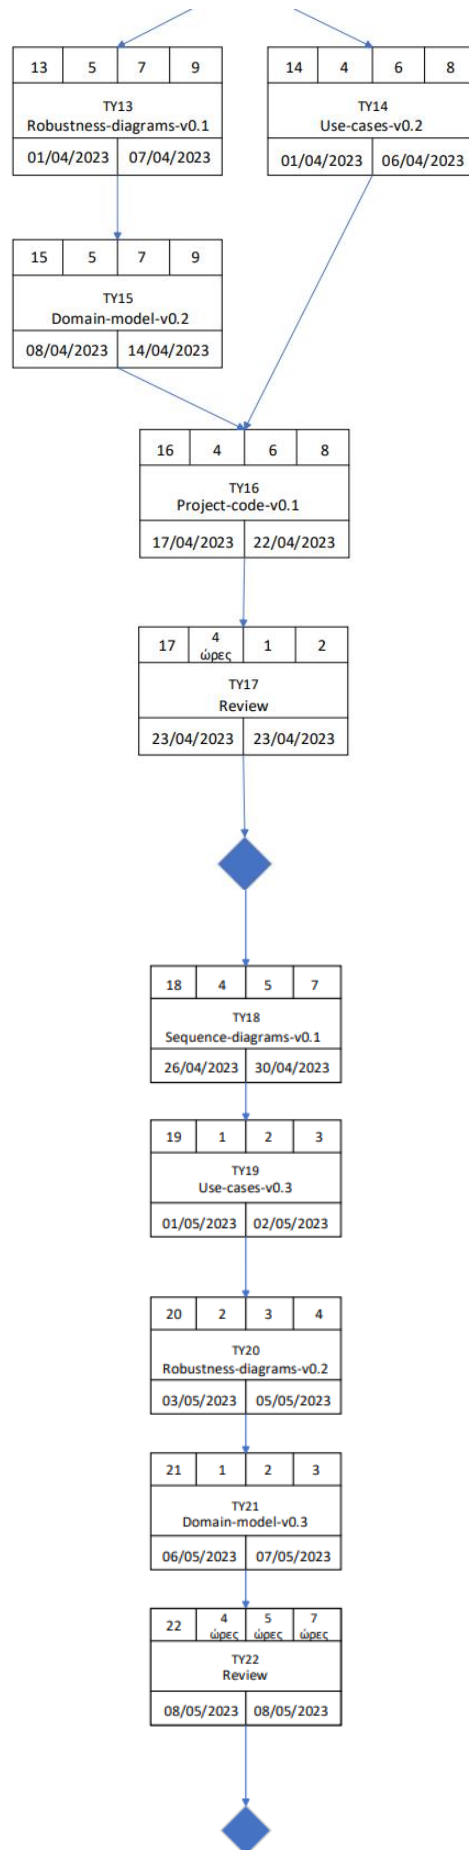 13 5 7 9
TY13
Robustness-diagrams-v0.1
01/04/2023 07/04/2023
14 4 6 8
TY14
Use-cases-v0.2
01/04/2023 06/04/2023
15 5 7 9
TY15
Domain-model-v0.2
08/04/2023 14/04/2023
16 4 6 8
TY16
Project-code-v0.1
17/04/2023 22/04/2023
17 4 ώρες 1 2
TY17
Review
23/04/2023 23/04/2023
18 4 5 7
TY18
Sequence-diagrams-v0.1
26/04/2023 30/04/2023
19 1 2 3
TY19
Use-cases-v0.3
01/05/2023 02/05/2023
20 2 3 4
TY20
Robustness-diagrams-v0.2
03/05/2023 05/05/2023
21 1 2 3
TY21
Domain-model-v0.3
06/05/2023 07/05/2023
22 4 ώρες 5 ώρες 7 ώρες
TY22
Review
08/05/2023 08/05/2023